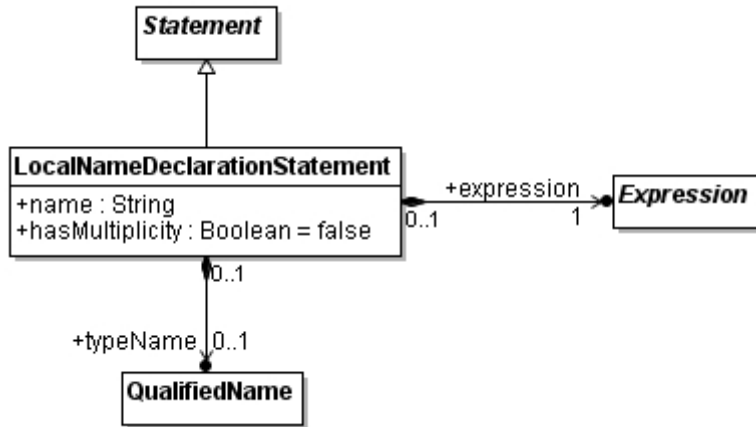 Statement
LocalNameDeclarationStatement
+name : String
+hasMultiplicity : Boolean = false
+expression
0..1
1
Expression
0..1
+typeName
0..1
QualifiedName